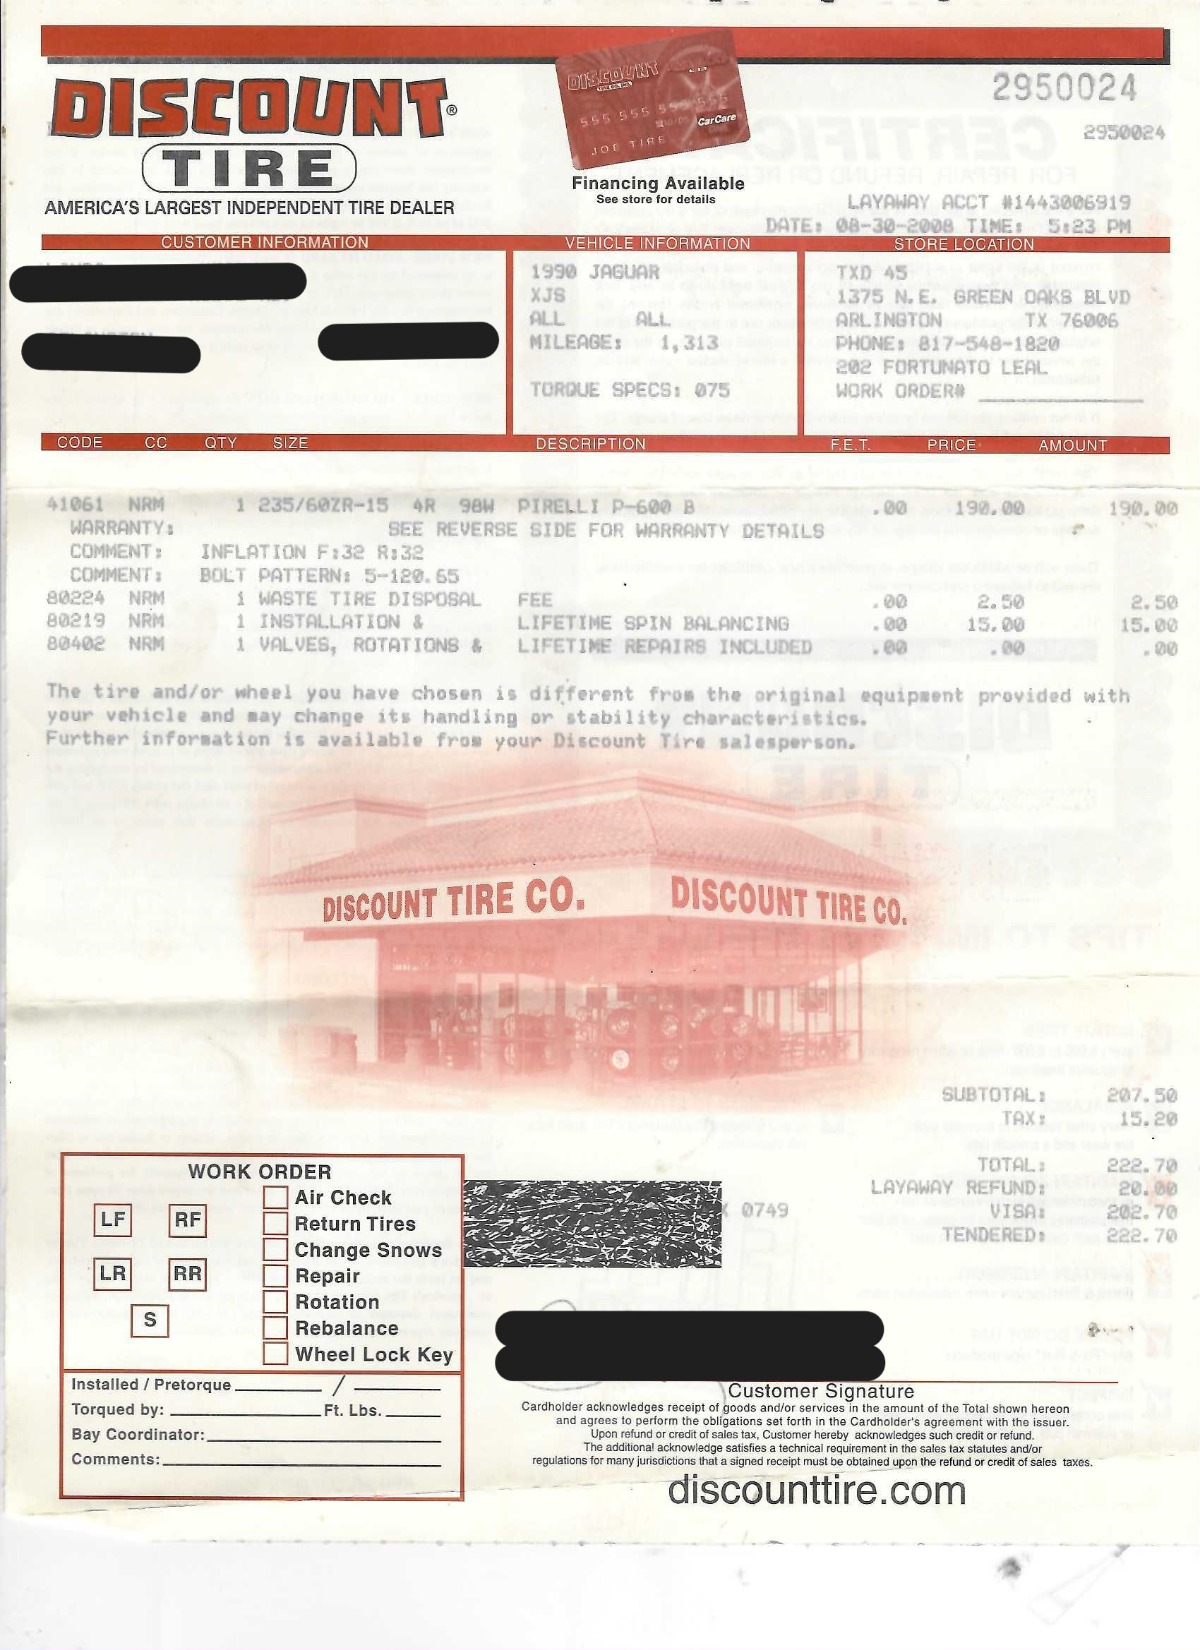 DISCOUNT®
TIRE
AMERICA'S LARGEST INDEPENDENT TIRE DEALER
DISCOUNT
555 555 555 555
CarCare
JOE TIRE
Financing Available
See store for details
2950024
2950024
LAYAWAY ACCT #1443006919
DATE: 08-30-2008 TIME: 5:23 PM
CUSTOMER INFORMATION VEHICLE INFORMATION STORE LOCATION
1990 JAGUAR
XJS
ALL ALL
MILEAGE: 1,313
TORQUE SPECS: 075
TXD 45
1375 N.E. GREEN OAKS BLVD
ARLINGTON TX 76006
PHONE: 817-548-1820
202 FORTUNATO LEAL
WORK ORDER#
CODE CC QTY SIZE DESCRIPTION F.E.T. PRICE AMOUNT
41061 NRM 1 235/60ZR-15 4R 98W PIRELLI P-600 B .00 190.00 190.00
WARRANTY: SEE REVERSE SIDE FOR WARRANTY DETAILS
COMMENT: INFLATION F:32 R:32
COMMENT: BOLT PATTERN: 5-120.65
80224 NRM 1 WASTE TIRE DISPOSAL FEE .00 2.50 2.50
80219 NRM 1 INSTALLATION & LIFETIME SPIN BALANCING .00 15.00 15.00
80402 NRM 1 VALVES, ROTATIONS & LIFETIME REPAIRS INCLUDED .00 .00 .00
The tire and/or wheel you have chosen is different from the original equipment provided with
your vehicle and may change its handling or stability characteristics.
Further information is available from your Discount Tire salesperson.
DISCOUNT TIRE CO. DISCOUNT TIRE CO.
SUBTOTAL: 207.50
TAX: 15.20
TOTAL: 222.70
LAYAWAY REFUND: 20.00
X 0749 VISA: 202.70
TENDERED: 222.70
WORK ORDER
LF RF
LR RR
S
Air Check
Return Tires
Change Snows
Repair
Rotation
Rebalance
Wheel Lock Key
Installed / Pretorque / 
Torqued by: Ft. Lbs.
Bay Coordinator:
Comments:
Customer Signature
Cardholder acknowledges receipt of goods and/or services in the amount of the Total shown hereon
and agrees to perform the obligations set forth in the Cardholder's agreement with the issuer.
Upon refund or credit of sales tax, Customer hereby acknowledges such credit or refund.
The additional acknowledge satisfies a technical requirement in the sales tax statutes and/or
regulations for many jurisdictions that a signed receipt must be obtained upon the refund or credit of sales taxes.
discounttire.com